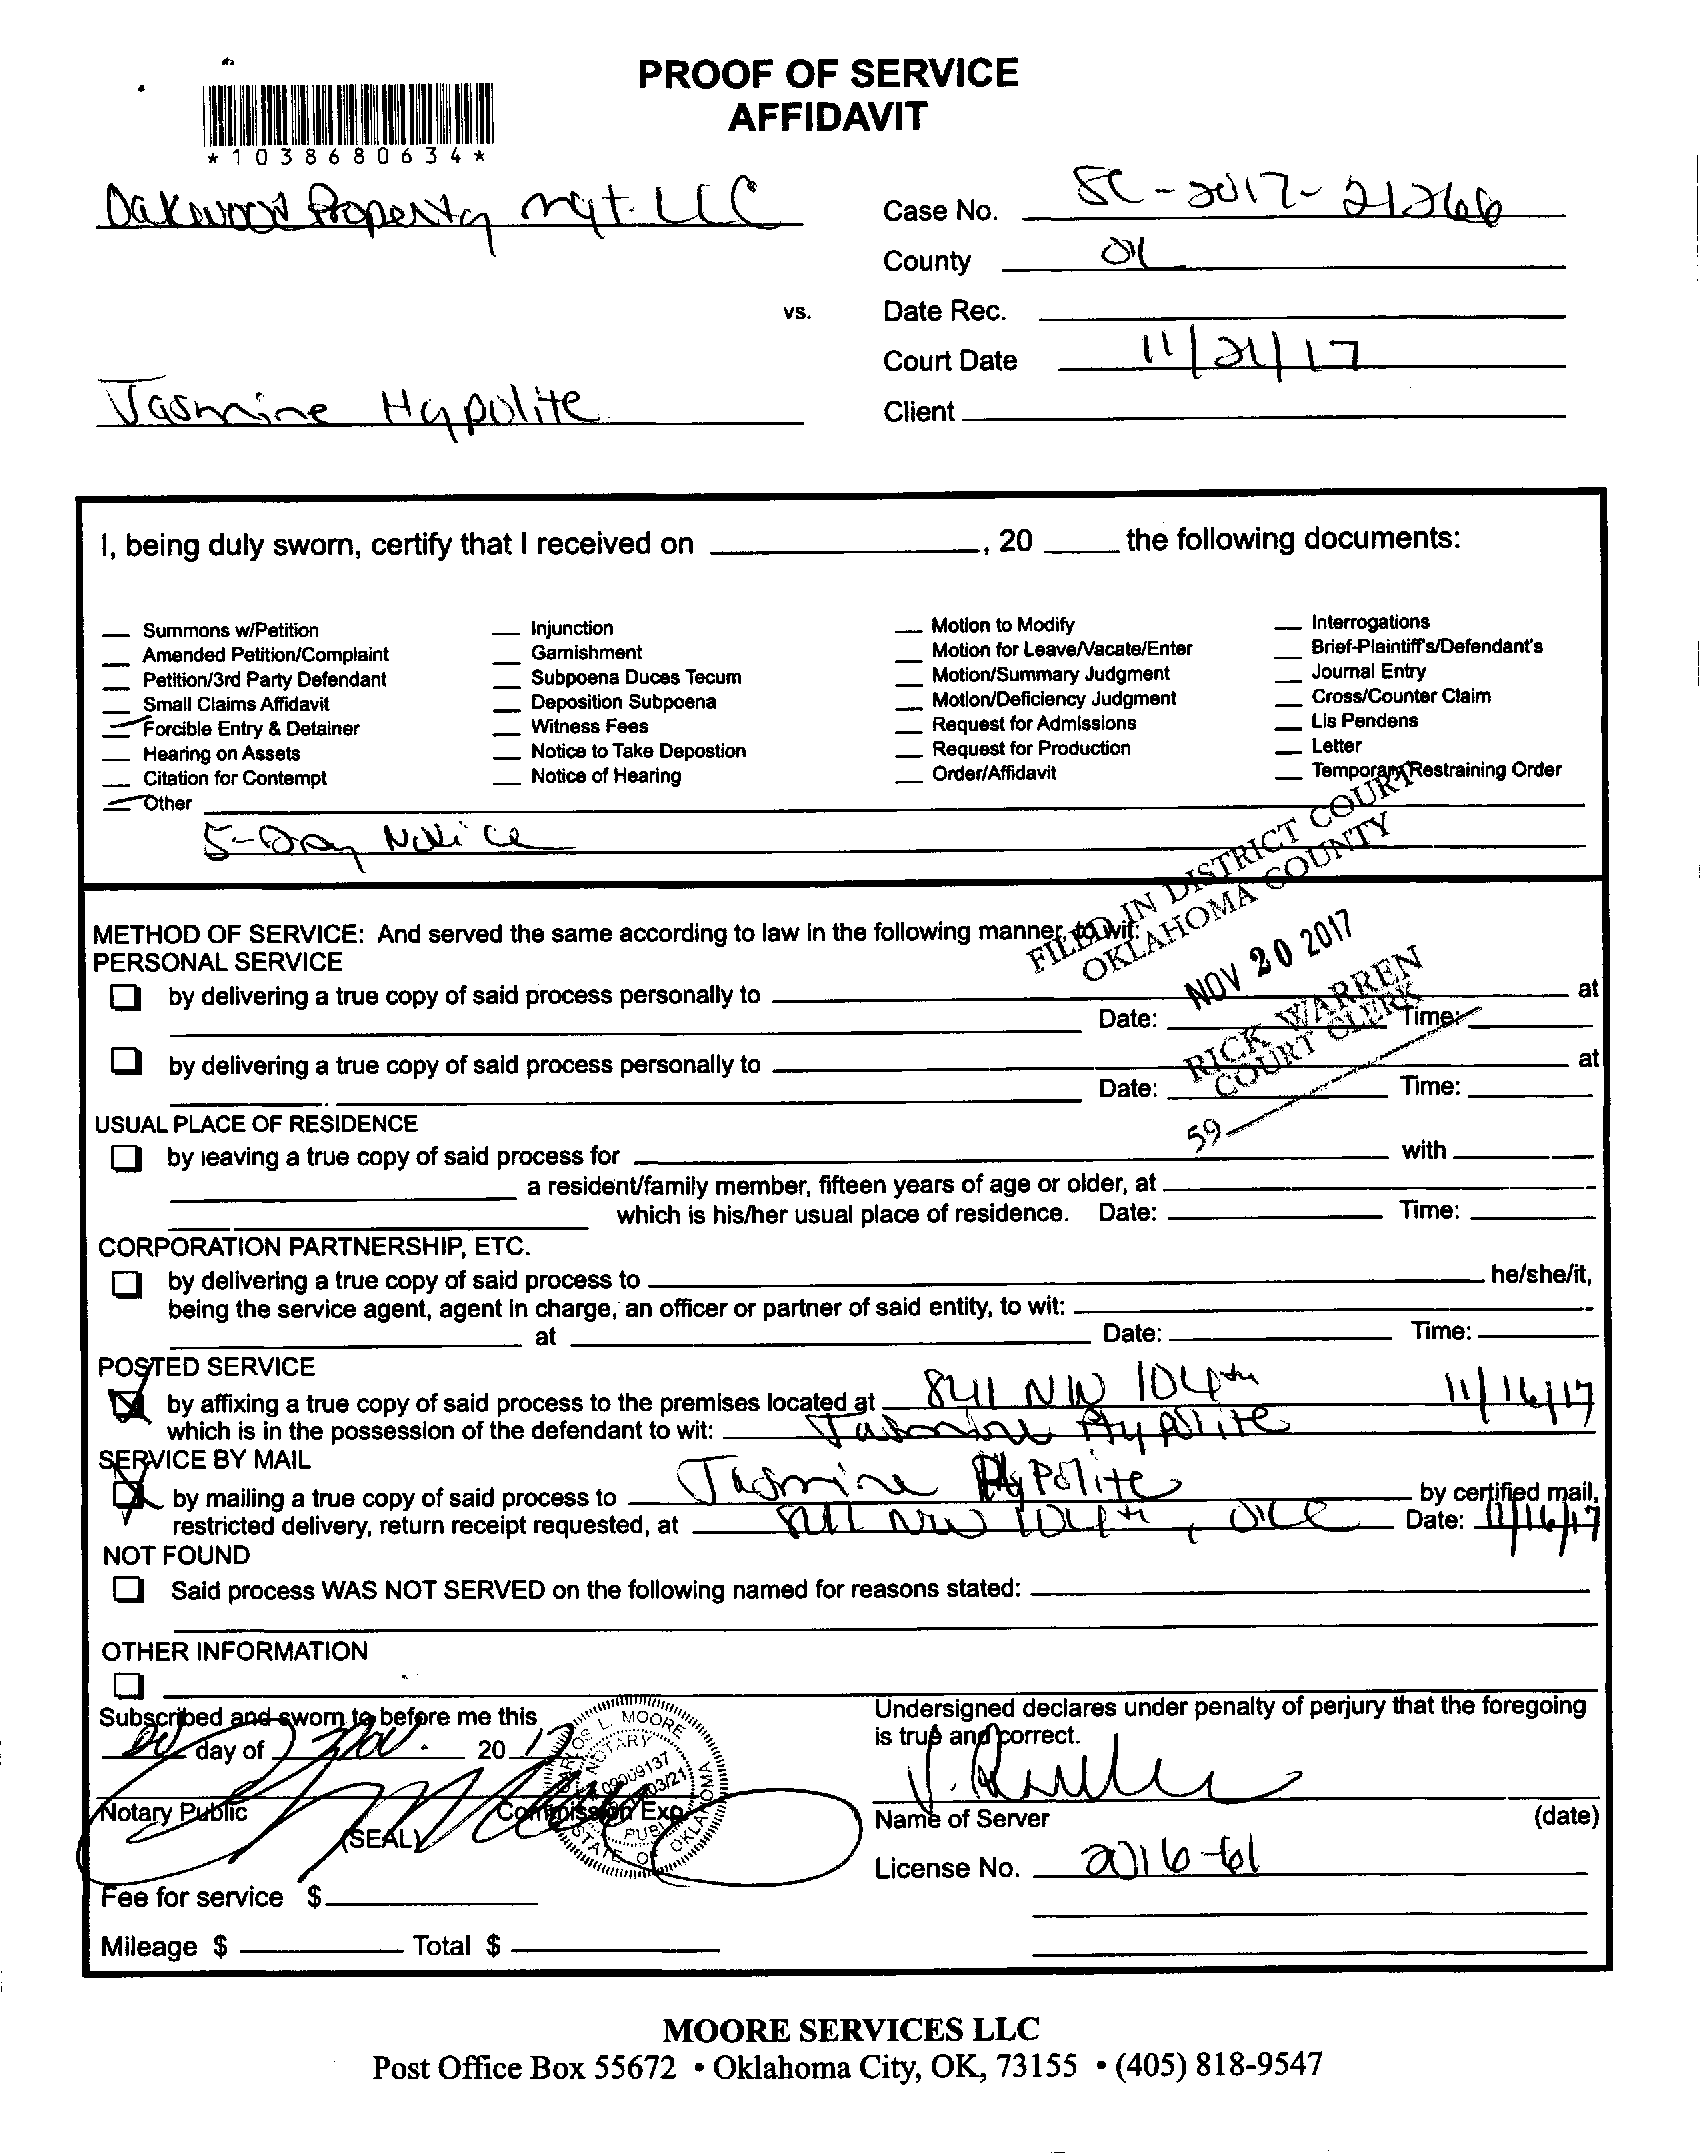 PROOF OF SERVICE
AFFIDAVIT
*1038680634*
Oakwood Property mgt. LLC
Case No. SC-2017-21266
County OK
vs. Date Rec.
Court Date 11/21/17
Jasmine Hypolite
Client
I, being duly sworn, certify that I received on , 20 the following documents:
Summons w/Petition Injunction Motion to Modify Interrogations
Amended Petition/Complaint Garnishment Motion for Leave/Vacate/Enter Brief-Plaintiff's/Defendant's
Petition/3rd Party Defendant Subpoena Duces Tecum Motion/Summary Judgment Journal Entry
Small Claims Affidavit Deposition Subpoena Motion/Deficiency Judgment Cross/Counter Claim
Forcible Entry & Detainer Witness Fees Request for Admissions Lis Pendens
Hearing on Assets Notice to Take Depostion Request for Production Letter
Citation for Contempt Notice of Hearing Order/Affidavit Temporary Restraining Order
Other
5-Day Notice
FILED IN DISTRICT COURT
OKLAHOMA COUNTY
NOV 20 2017
RICK WARREN
COURT CLERK
59
METHOD OF SERVICE: And served the same according to law in the following manner, to wit:
PERSONAL SERVICE
by delivering a true copy of said process personally to at
Date: Time:
by delivering a true copy of said process personally to at
Date: Time:
USUAL PLACE OF RESIDENCE
by leaving a true copy of said process for with
a resident/family member, fifteen years of age or older, at
which is his/her usual place of residence. Date: Time:
CORPORATION PARTNERSHIP, ETC.
by delivering a true copy of said process to he/she/it,
being the service agent, agent in charge, an officer or partner of said entity, to wit:
at Date: Time:
POSTED SERVICE
by affixing a true copy of said process to the premises located at 841 NW 104th 11/16/17
which is in the possession of the defendant to wit: Jasmine Hypolite
SERVICE BY MAIL
by mailing a true copy of said process to Jasmine Hypolite by certified mail,
restricted delivery, return receipt requested, at 841 NW 104th, OKC Date: 11/16/17
NOT FOUND
Said process WAS NOT SERVED on the following named for reasons stated:
OTHER INFORMATION
Subscribed and sworn to before me this
day of Nov. 2017
Notary Public Commission Exp.
(SEAL)
CARLOS L. MOORE
NOTARY
PUBLIC
STATE OF OKLAHOMA
Undersigned declares under penalty of perjury that the foregoing
is true and correct.
Name of Server (date)
License No. 2016-61
Fee for service $
Mileage $ Total $
MOORE SERVICES LLC
Post Office Box 55672 • Oklahoma City, OK, 73155 • (405) 818-9547